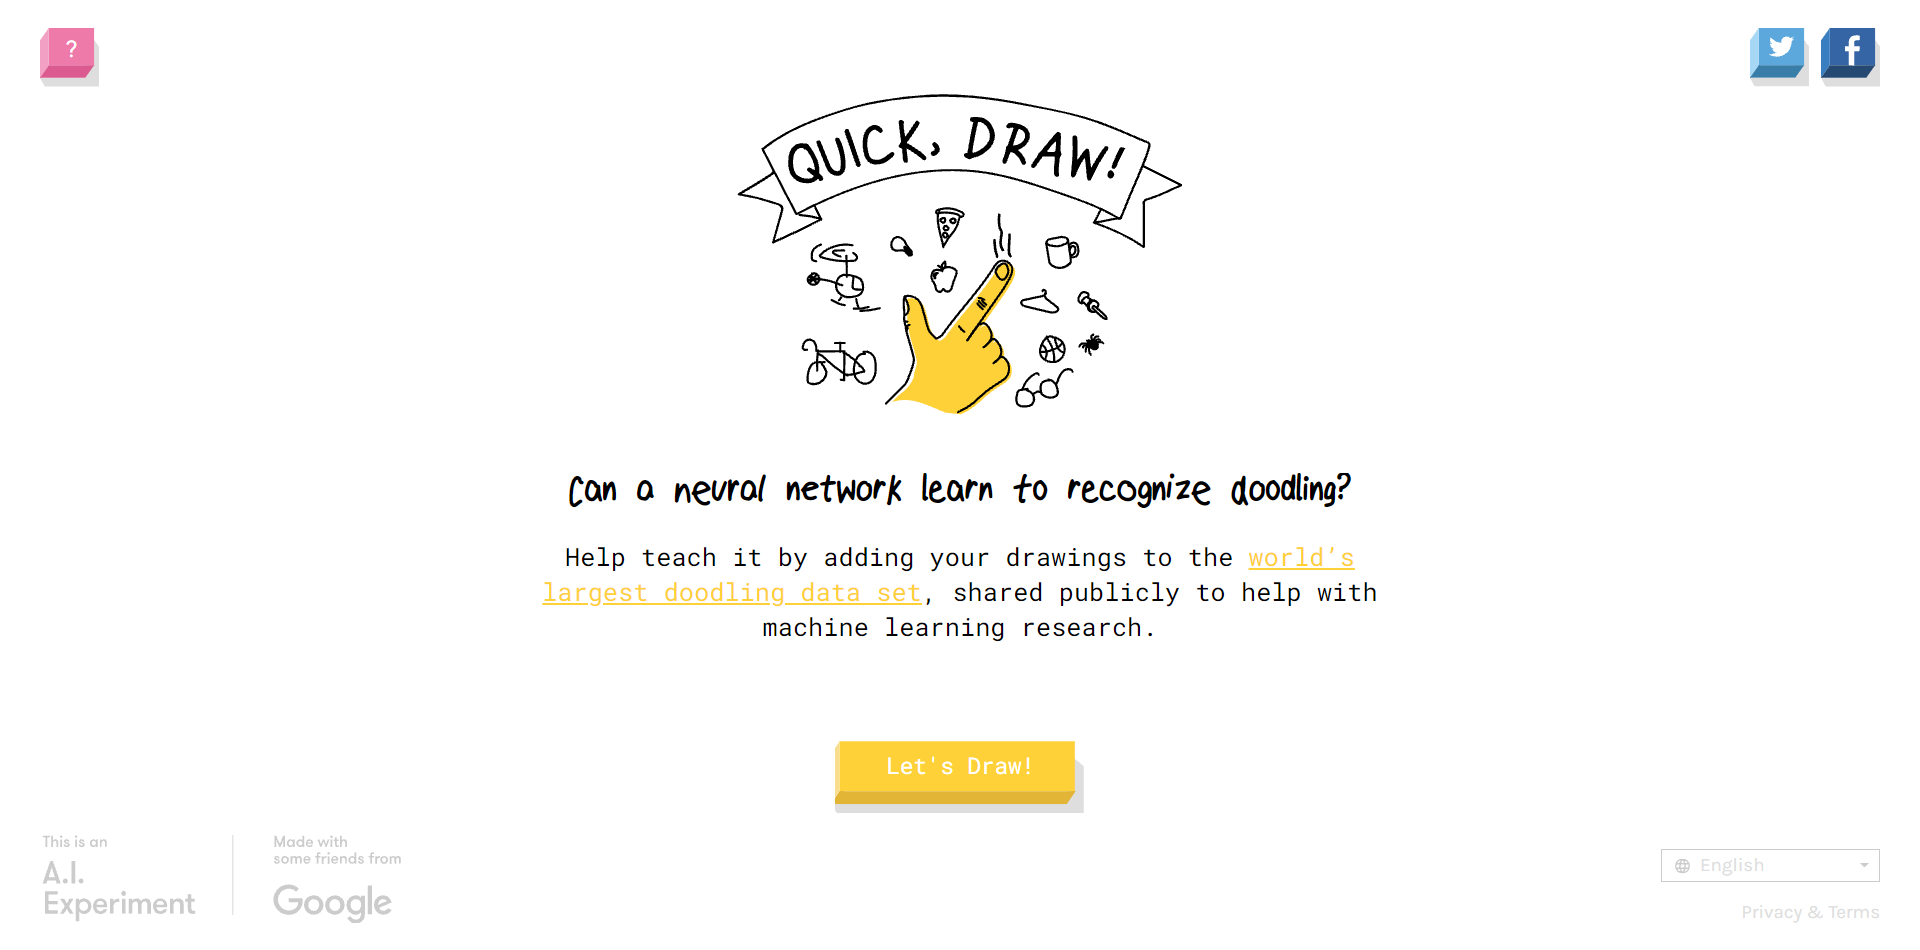 ?
QUICK, DRAW!
Can a neural network learn to recognize doodling?
Help teach it by adding your drawings to the world’s
largest doodling data set, shared publicly to help with
machine learning research.
Let's Draw!
This is an
A.I.
Experiment
Made with
some friends from
Google
English
Privacy & Terms